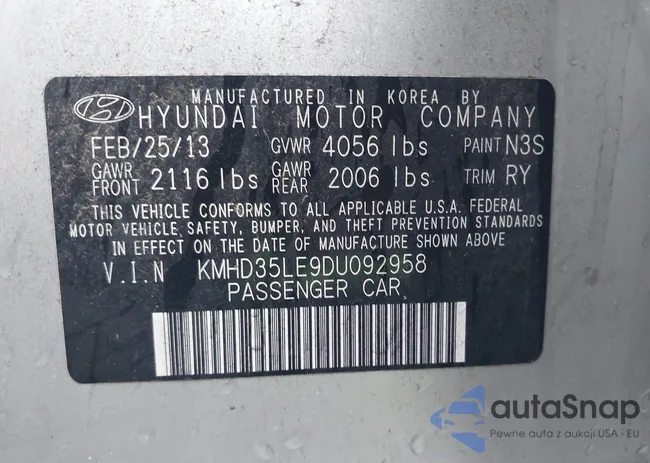 MANUFACTURED IN KOREA BY
HYUNDAI MOTOR COMPANY
FEB/25/13 GVWR 4056 lbs PAINT N3S
GAWR FRONT 2116 lbs GAWR REAR 2006 lbs TRIM RY
THIS VEHICLE CONFORMS TO ALL APPLICABLE U.S.A. FEDERAL
MOTOR VEHICLE SAFETY, BUMPER, AND THEFT PREVENTION STANDARDS
IN EFFECT ON THE DATE OF MANUFACTURE SHOWN ABOVE
V.I.N KMHD35LE9DU092958
PASSENGER CAR
autaSnap
Pewne auta z aukcji USA i EU